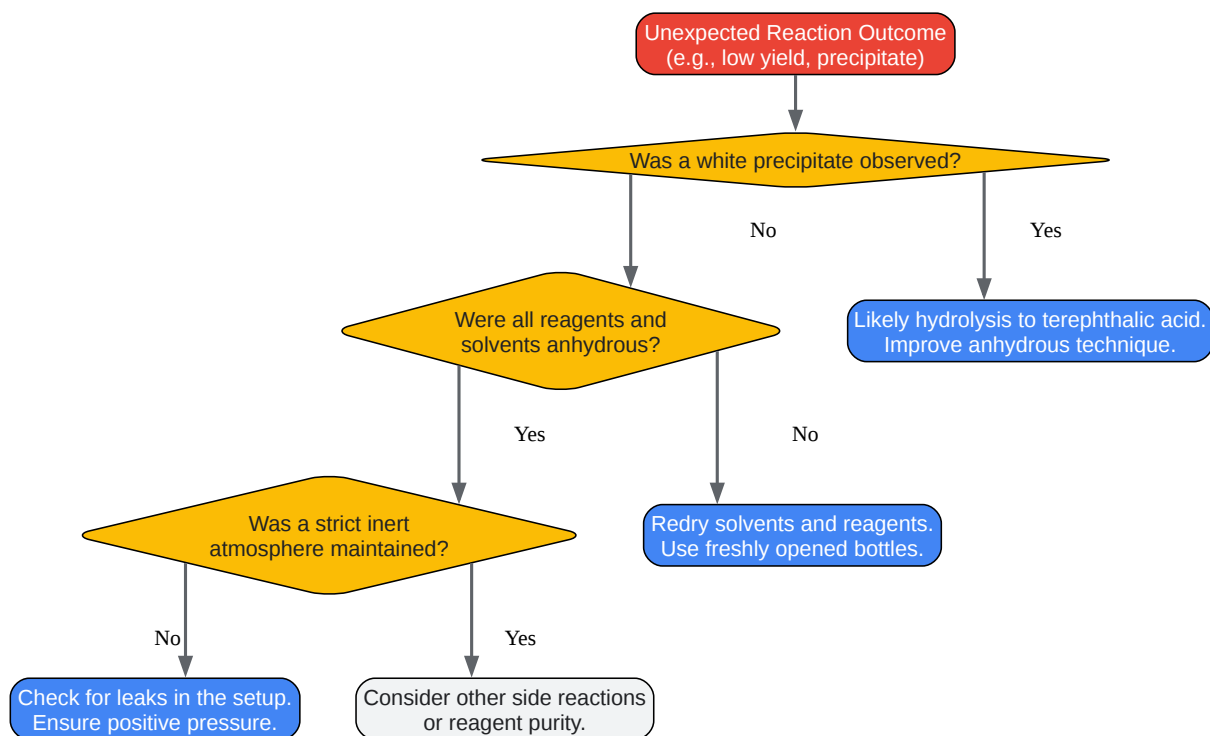 Unexpected Reaction Outcome
(e.g., low yield, precipitate)
Was a white precipitate observed?
No
Yes
Were all reagents and
solvents anhydrous?
Likely hydrolysis to terephthalic acid.
Improve anhydrous technique.
Yes
No
Was a strict inert
atmosphere maintained?
Redry solvents and reagents.
Use freshly opened bottles.
No
Yes
Check for leaks in the setup.
Ensure positive pressure.
Consider other side reactions
or reagent purity.